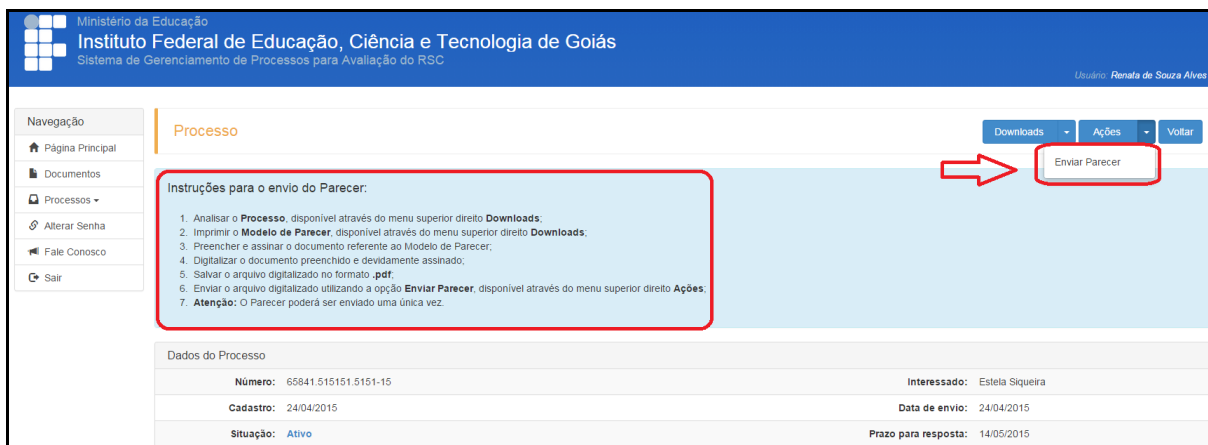 Ministério da Educação
Instituto Federal de Educação, Ciência e Tecnologia de Goiás
Sistema de Gerenciamento de Processos para Avaliação do RSC
Usuário: Renata de Souza Alves
Navegação
Página Principal
Documentos
Processos
Alterar Senha
Fale Conosco
Sair
Processo
Downloads
Ações
Voltar
Enviar Parecer
Instruções para o envio do Parecer:
1. Analisar o Processo, disponível através do menu superior direito Downloads;
2. Imprimir o Modelo de Parecer, disponível através do menu superior direito Downloads;
3. Preencher e assinar o documento referente ao Modelo de Parecer;
4. Digitalizar o documento preenchido e devidamente assinado;
5. Salvar o arquivo digitalizado no formato .pdf;
6. Enviar o arquivo digitalizado utilizando a opção Enviar Parecer, disponível através do menu superior direito Ações;
7. Atenção: O Parecer poderá ser enviado uma única vez.
Dados do Processo
Número: 65841.515151.5151-15
Interessado: Estela Siqueira
Cadastro: 24/04/2015
Data de envio: 24/04/2015
Situação: Ativo
Prazo para resposta: 14/05/2015